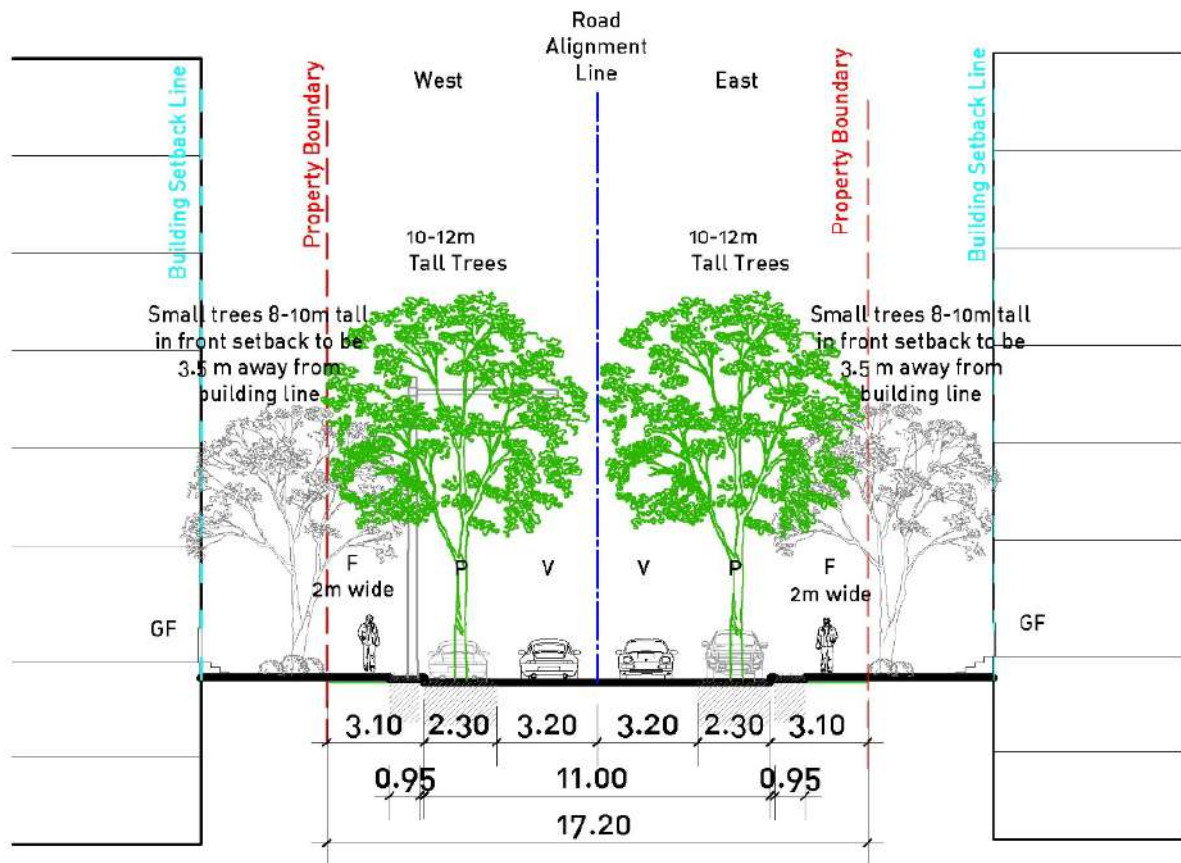 Road
Alignment
Line
West
East
Building Setback Line
Property Boundary
Property Boundary
Building Setback Line
10-12m
Tall Trees
10-12m
Tall Trees
Small trees 8-10m tall
in front setback to be
3.5 m away from
building line
Small trees 8-10m tall
in front setback to be
3.5 m away from
building line
F
2m wide
P
V
V
P
F
2m wide
GF
GF
3.10 2.30 3.20 3.20 2.30 3.10
0.95 11.00 0.95
17.20